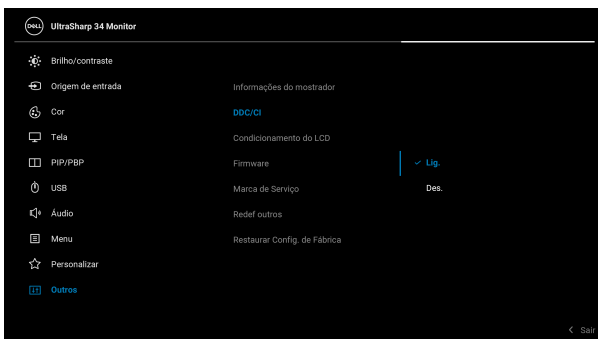 DELL
UltraSharp 34 Monitor
Brilho/contraste
Origem de entrada
Cor
Tela
PIP/PBP
USB
Áudio
Menu
Personalizar
Outros
Informações do mostrador
DDC/CI
Condicionamento do LCD
Firmware
Marca de Serviço
Redef outros
Restaurar Config. de Fábrica
Lig.
Des.
Sair